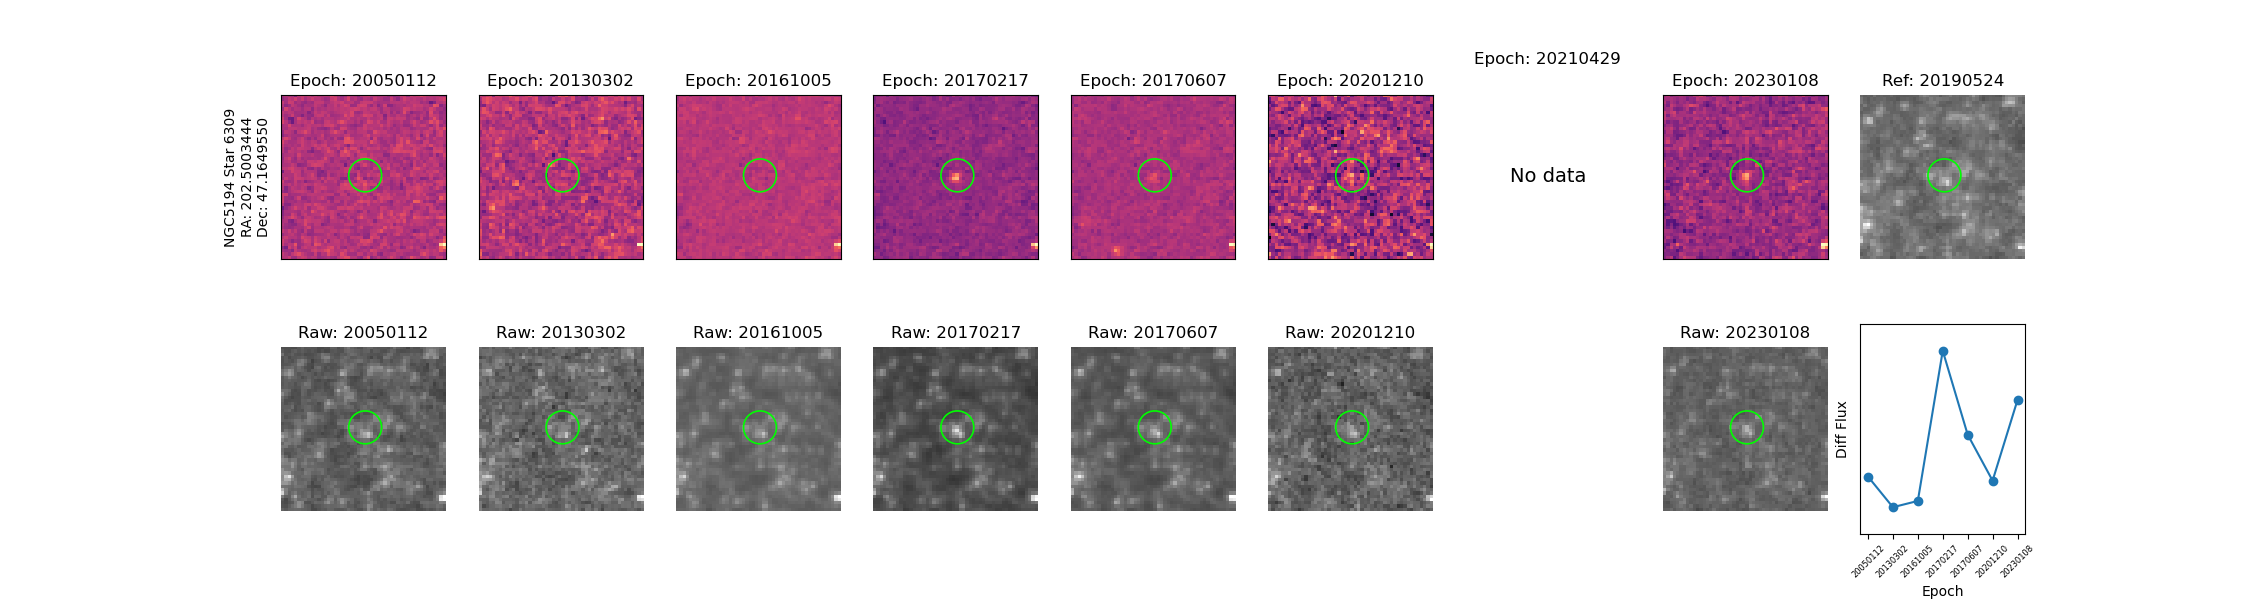 Epoch: 20210429
Epoch: 20050112
Epoch: 20130302
Epoch: 20161005
Epoch: 20170217
Epoch: 20170607
Epoch: 20201210
Epoch: 20230108
Ref: 20190524
NGC5194 Star 6309
RA: 202.5003444
Dec: 47.1649550
No data
Raw: 20050112
Raw: 20130302
Raw: 20161005
Raw: 20170217
Raw: 20170607
Raw: 20201210
Raw: 20230108
Diff Flux
20050112
20130302
20161005
20170217
20170607
20201210
20230108
Epoch